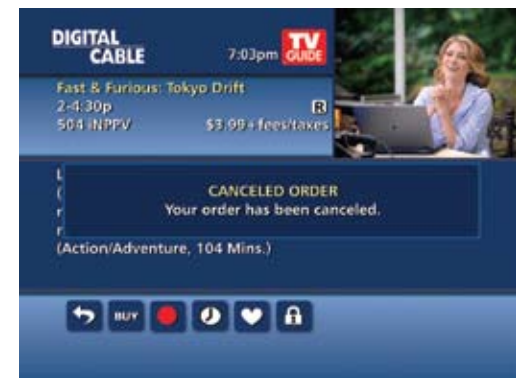 DIGITAL
CABLE
7:03pm
TV
GUIDE
Fast & Furious: Tokyo Drift
2-4:30p
R
504 iNPPV
$3.99+fees/taxes
L
(
r
r
CANCELED ORDER
Your order has been canceled.
(Action/Adventure, 104 Mins.)
BUY